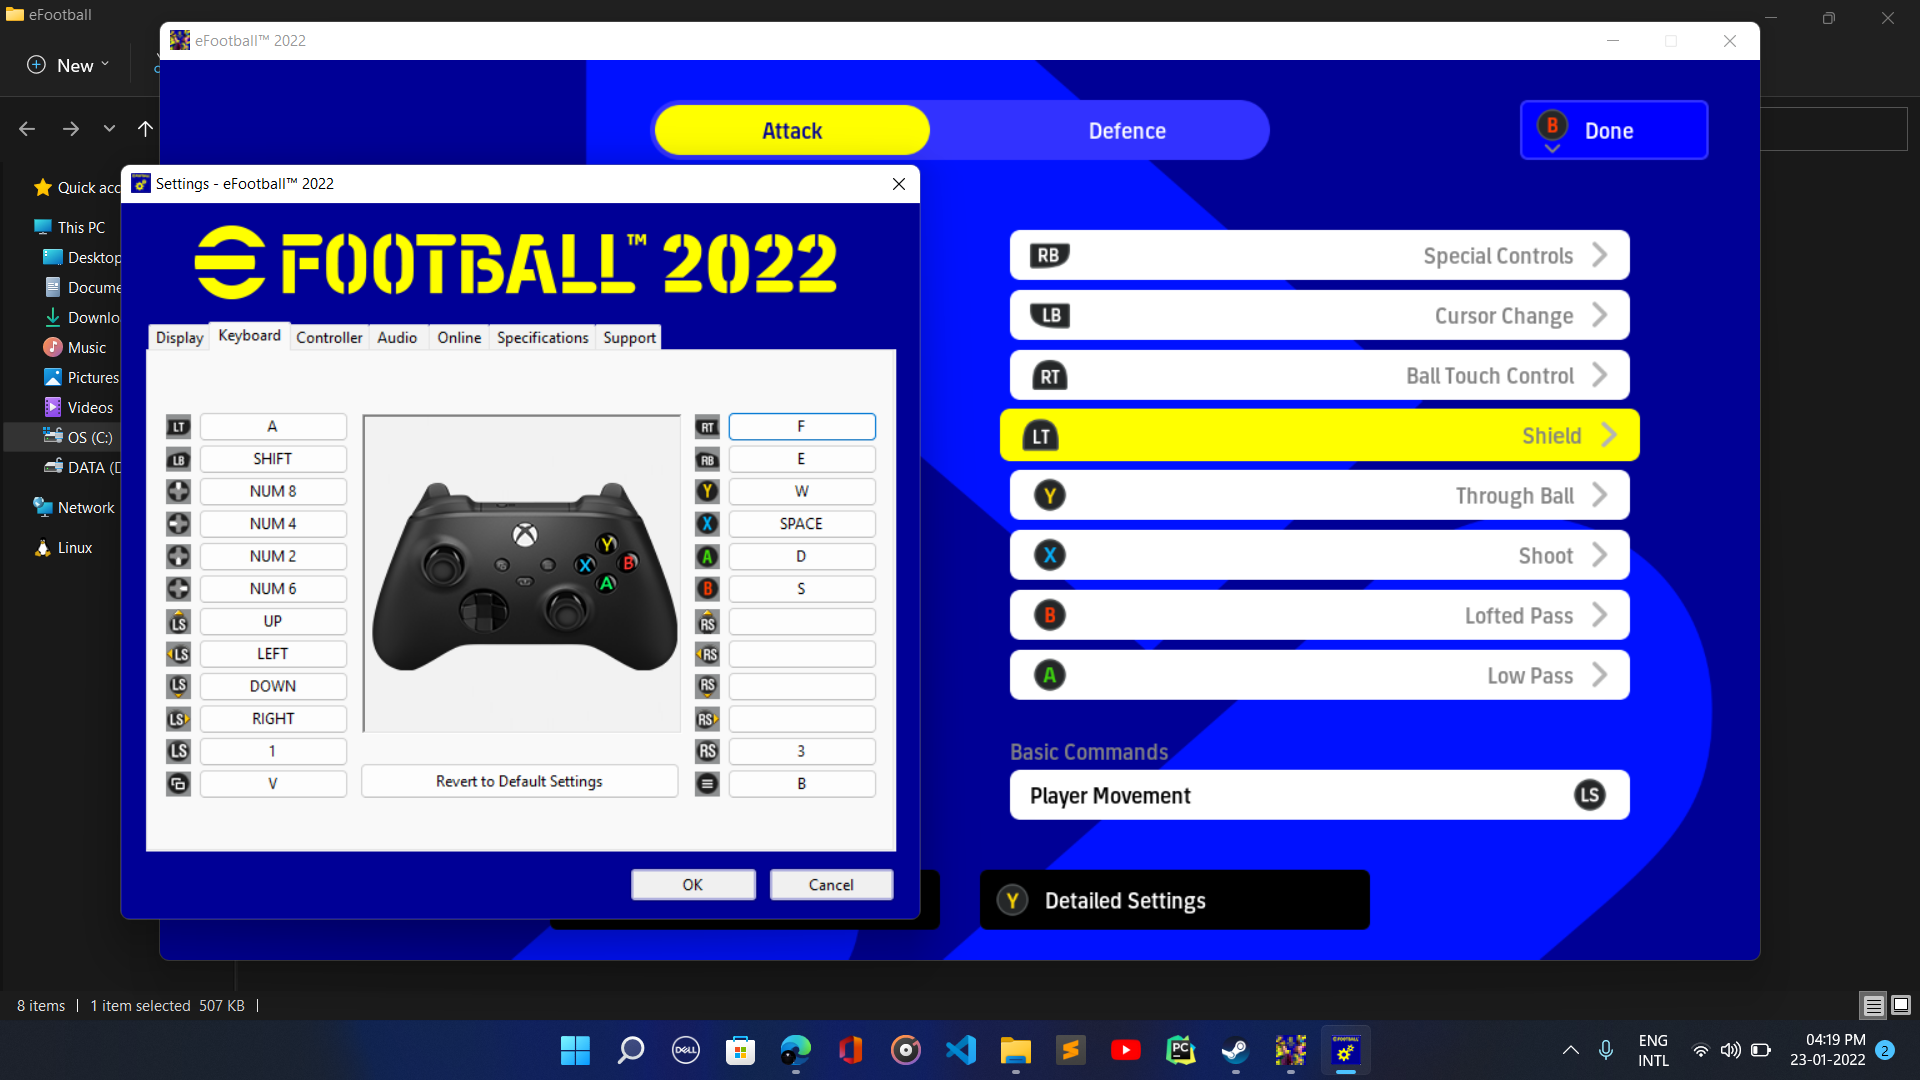 eFootball
New
eFootball™ 2022
Attack
Defence
B
Done
Quick acc
This PC
Desktop
Docume
Downlo
Music
Pictures
Videos
OS (C:)
DATA (D
Network
Linux
Settings - eFootball™ 2022
FOOTBALL™ 2022
Display
Keyboard
Controller
Audio
Online
Specifications
Support
LT A
LB SHIFT
NUM 8
NUM 4
NUM 2
NUM 6
LS UP
LS LEFT
LS DOWN
LS RIGHT
LS 1
V
Y
X
B
A
Revert to Default Settings
RT F
RB E
Y W
X SPACE
A D
B S
RS
RS
RS
RS
RS 3
B
OK
Cancel
RB Special Controls
LB Cursor Change
RT Ball Touch Control
LT Shield
Y Through Ball
X Shoot
B Lofted Pass
A Low Pass
Basic Commands
Player Movement LS
Y Detailed Settings
8 items
1 item selected 507 KB
DELL
PC
FOOTBALL
ENG
INTL
04:19 PM
23-01-2022
2